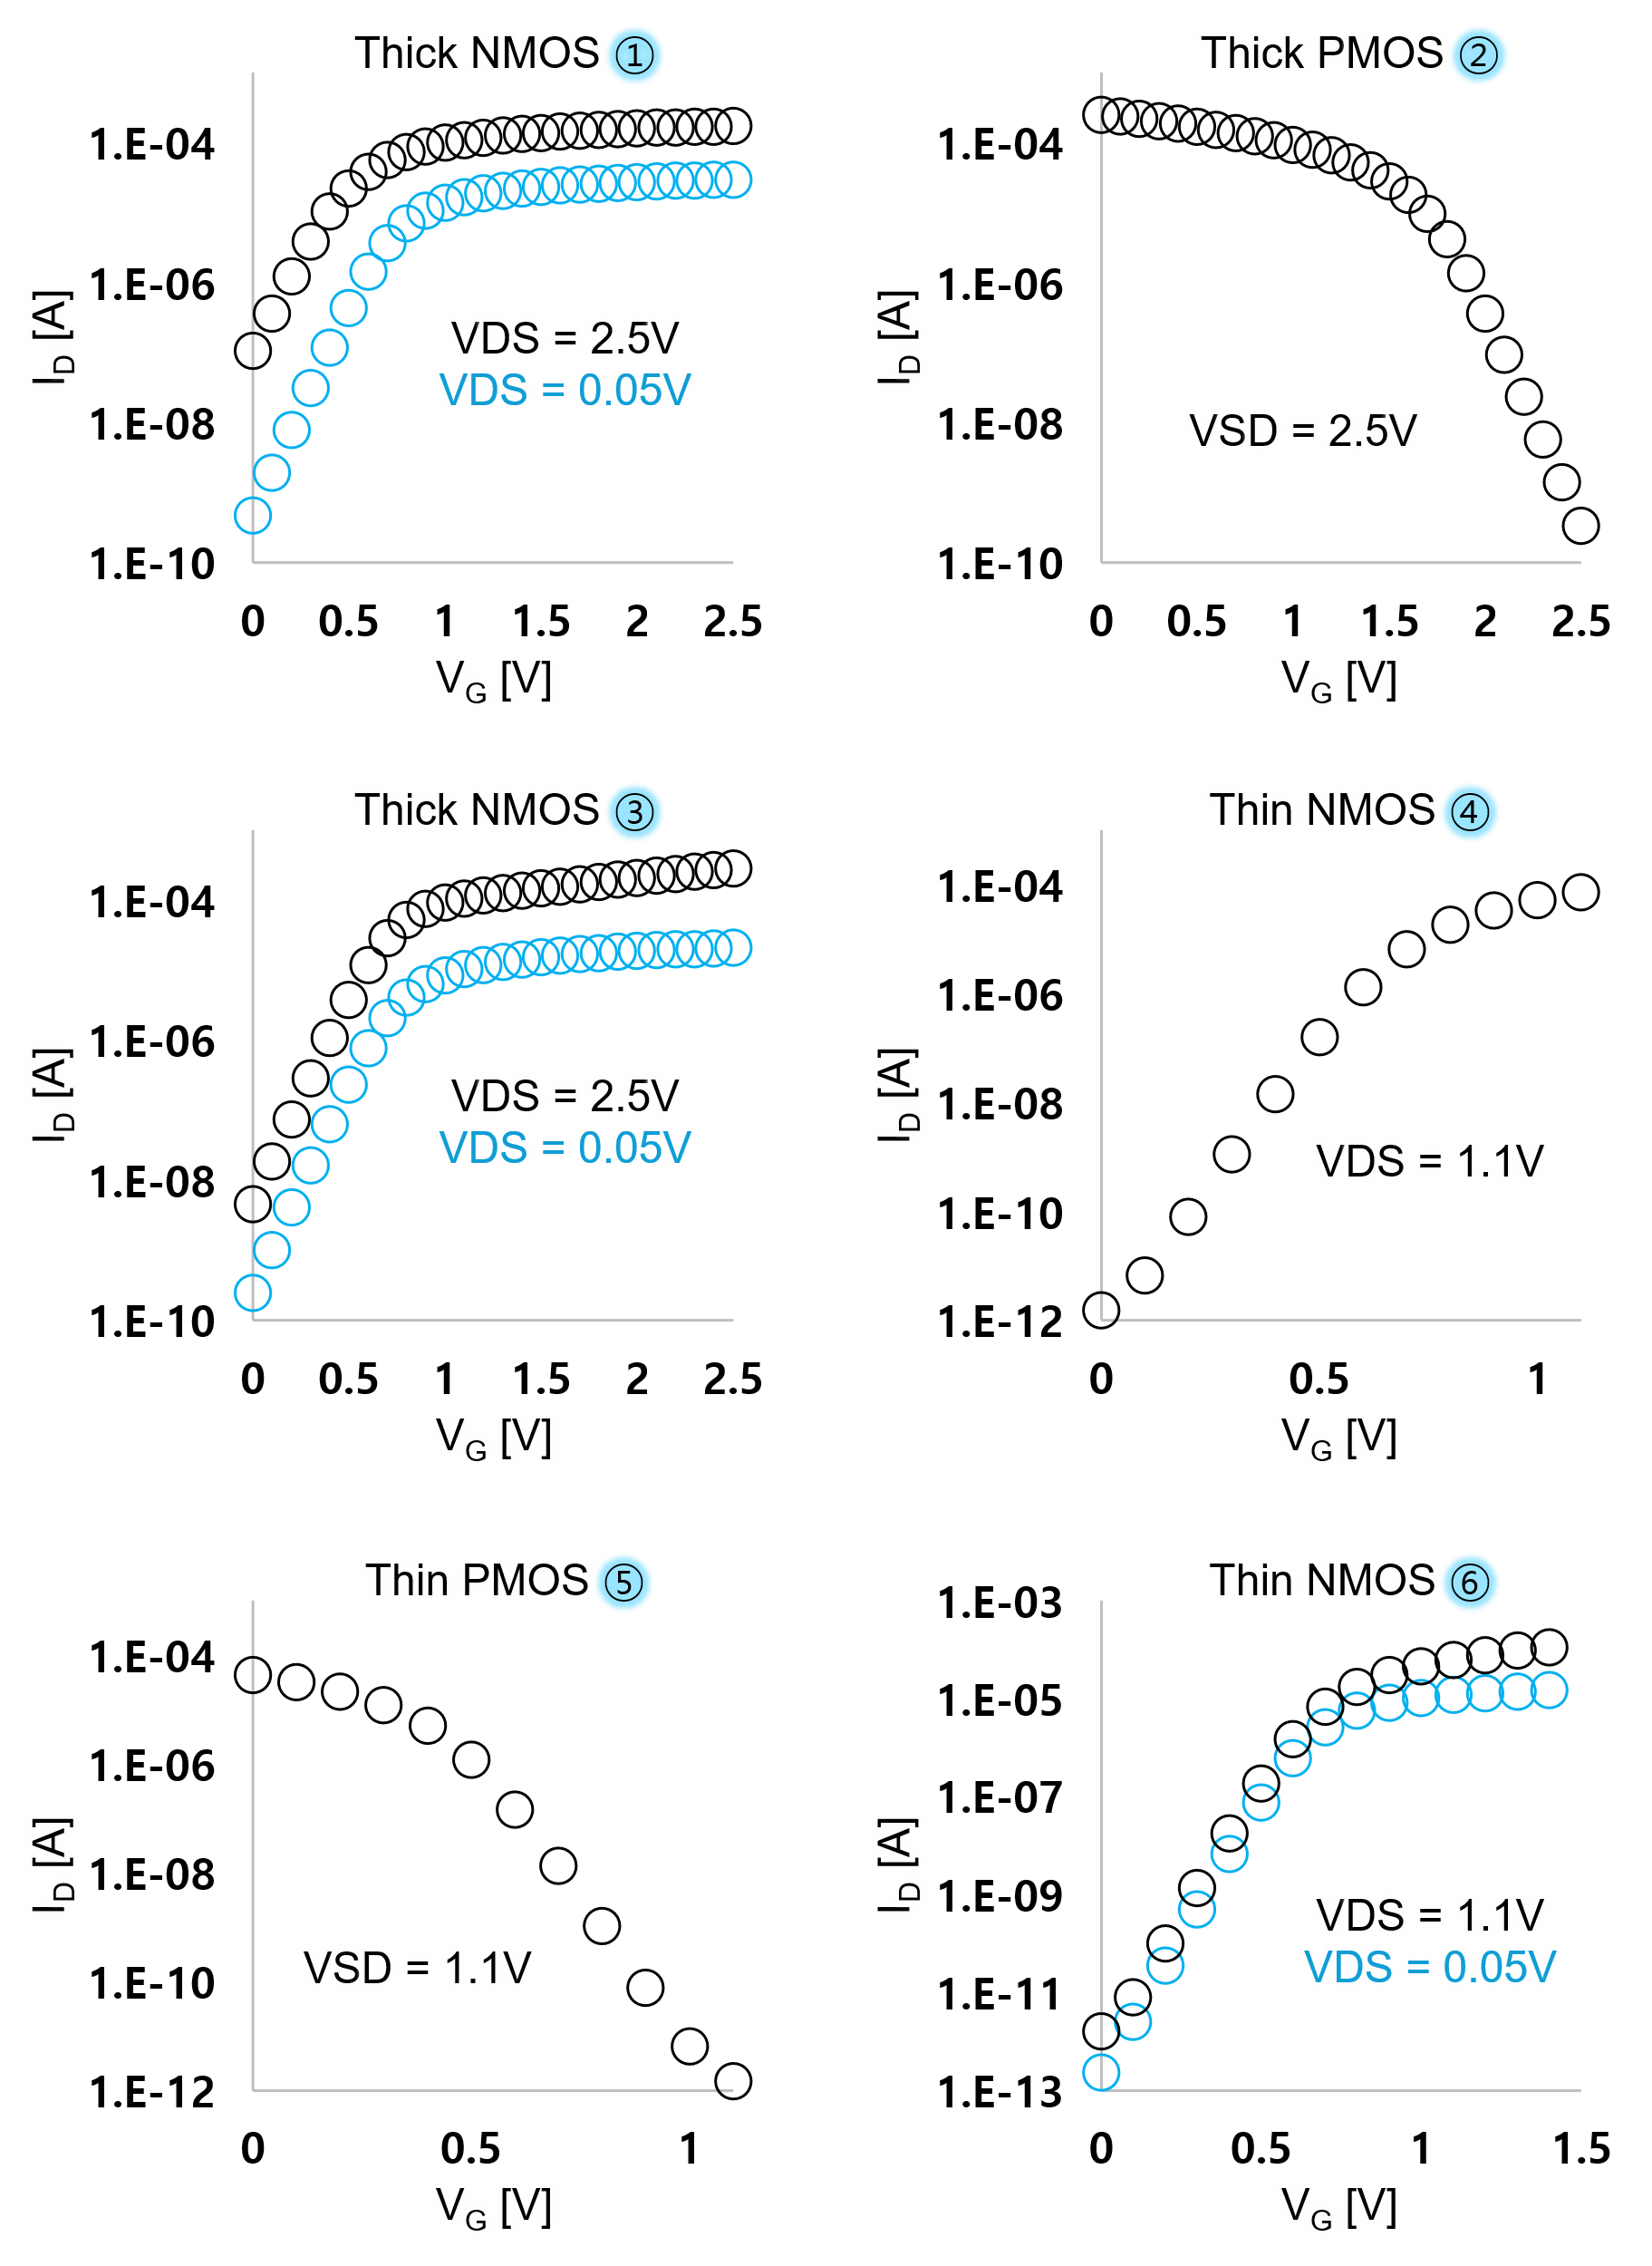 Thick NMOS ①
1.E-04
1.E-06
1.E-08
1.E-10
I_D [A]
VDS = 2.5V
VDS = 0.05V
0 0.5 1 1.5 2 2.5
V_G [V]
Thick PMOS ②
1.E-04
1.E-06
1.E-08
1.E-10
I_D [A]
VSD = 2.5V
0 0.5 1 1.5 2 2.5
V_G [V]
Thick NMOS ③
1.E-04
1.E-06
1.E-08
1.E-10
I_D [A]
VDS = 2.5V
VDS = 0.05V
0 0.5 1 1.5 2 2.5
V_G [V]
Thin NMOS ④
1.E-04
1.E-06
1.E-08
1.E-10
1.E-12
I_D [A]
VDS = 1.1V
0 0.5 1
V_G [V]
Thin PMOS ⑤
1.E-04
1.E-06
1.E-08
1.E-10
1.E-12
I_D [A]
VSD = 1.1V
0 0.5 1
V_G [V]
Thin NMOS ⑥
1.E-03
1.E-05
1.E-07
1.E-09
1.E-11
1.E-13
I_D [A]
VDS = 1.1V
VDS = 0.05V
0 0.5 1 1.5
V_G [V]